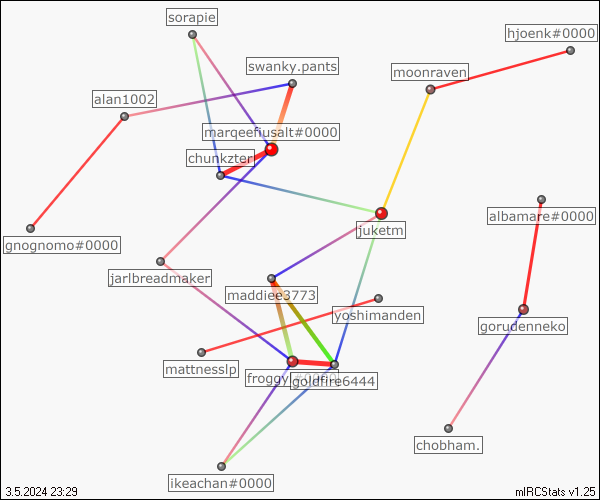 sorapie
hjoenk#0000
swanky.pants
moonraven
alan1002
marqeefiusalt#0000
chunkzter
albamare#0000
gnognomo#0000
juketm
jarlbreadmaker
maddiee3773
yoshimanden
gorudenneko
mattnesslp
goldfire6444
chobham.
ikeachan#0000
3.5.2024 23:29
mIRCStats v1.25